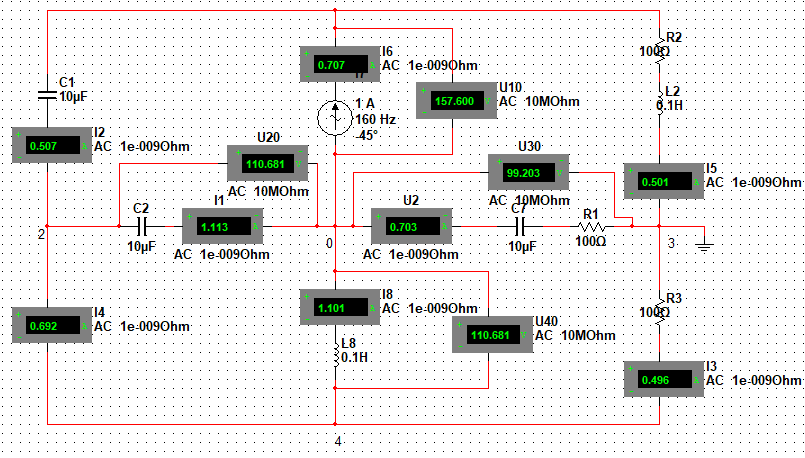 I6
0.707
AC 1e-009Ohm
R2
100Ω
C1
10µF
1 A
160 Hz
-45°
157.600
U10
AC 10MOhm
L2
0.1H
0.507
I2
AC 1e-009Ohm
U20
110.681
AC 10MOhm
U30
99.203
AC 10MOhm
0.501
I5
AC 1e-009Ohm
2
C2
10µF
I1
1.113
AC 1e-009Ohm
0
U2
0.703
AC 1e-009Ohm
C7
10µF
R1
100Ω
3
0.692
I4
AC 1e-009Ohm
1.101
I8
AC 1e-009Ohm
L8
0.1H
110.681
U40
AC 10MOhm
R3
100Ω
0.496
I3
AC 1e-009Ohm
4